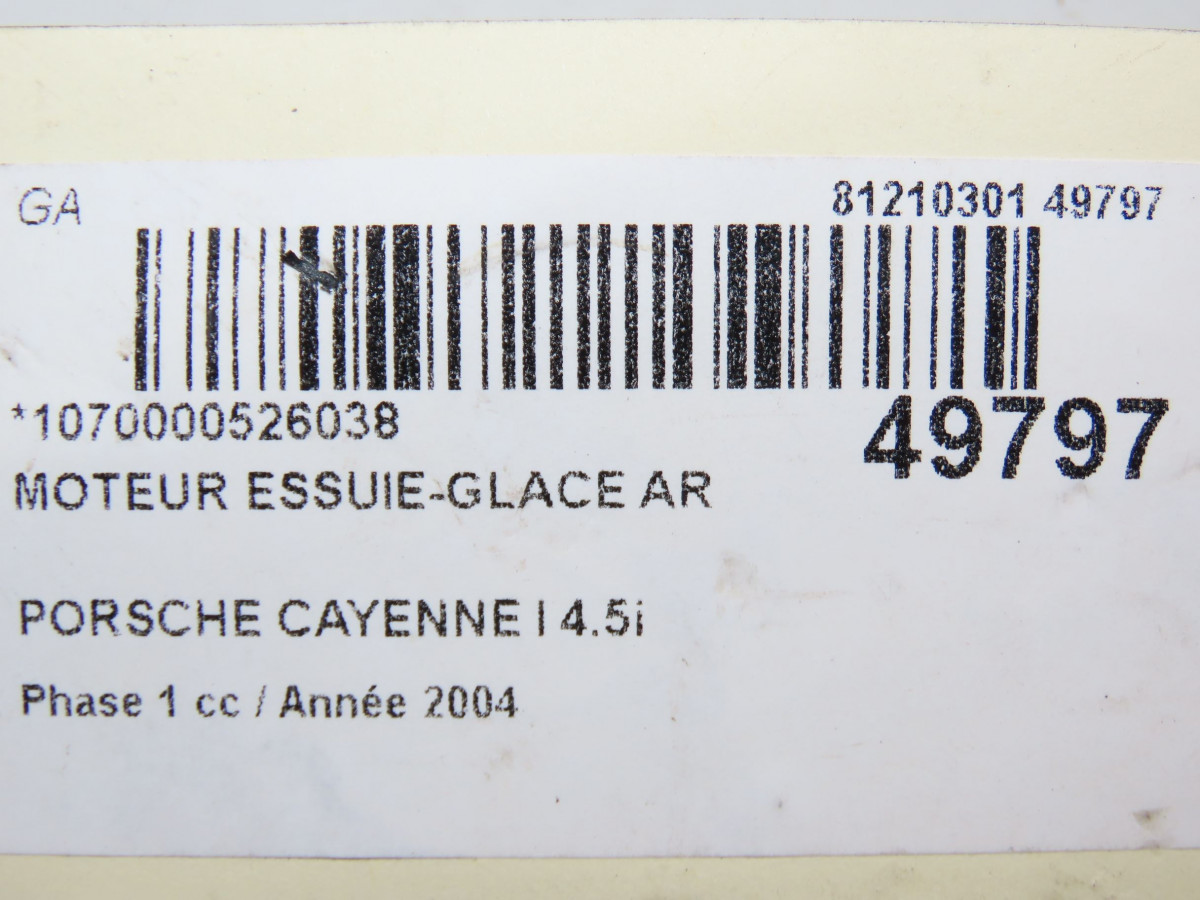 GA
81210301 49797
*1070000526038
49797
MOTEUR ESSUIE-GLACE AR
PORSCHE CAYENNE I 4.5i
Phase 1 cc / Année 2004